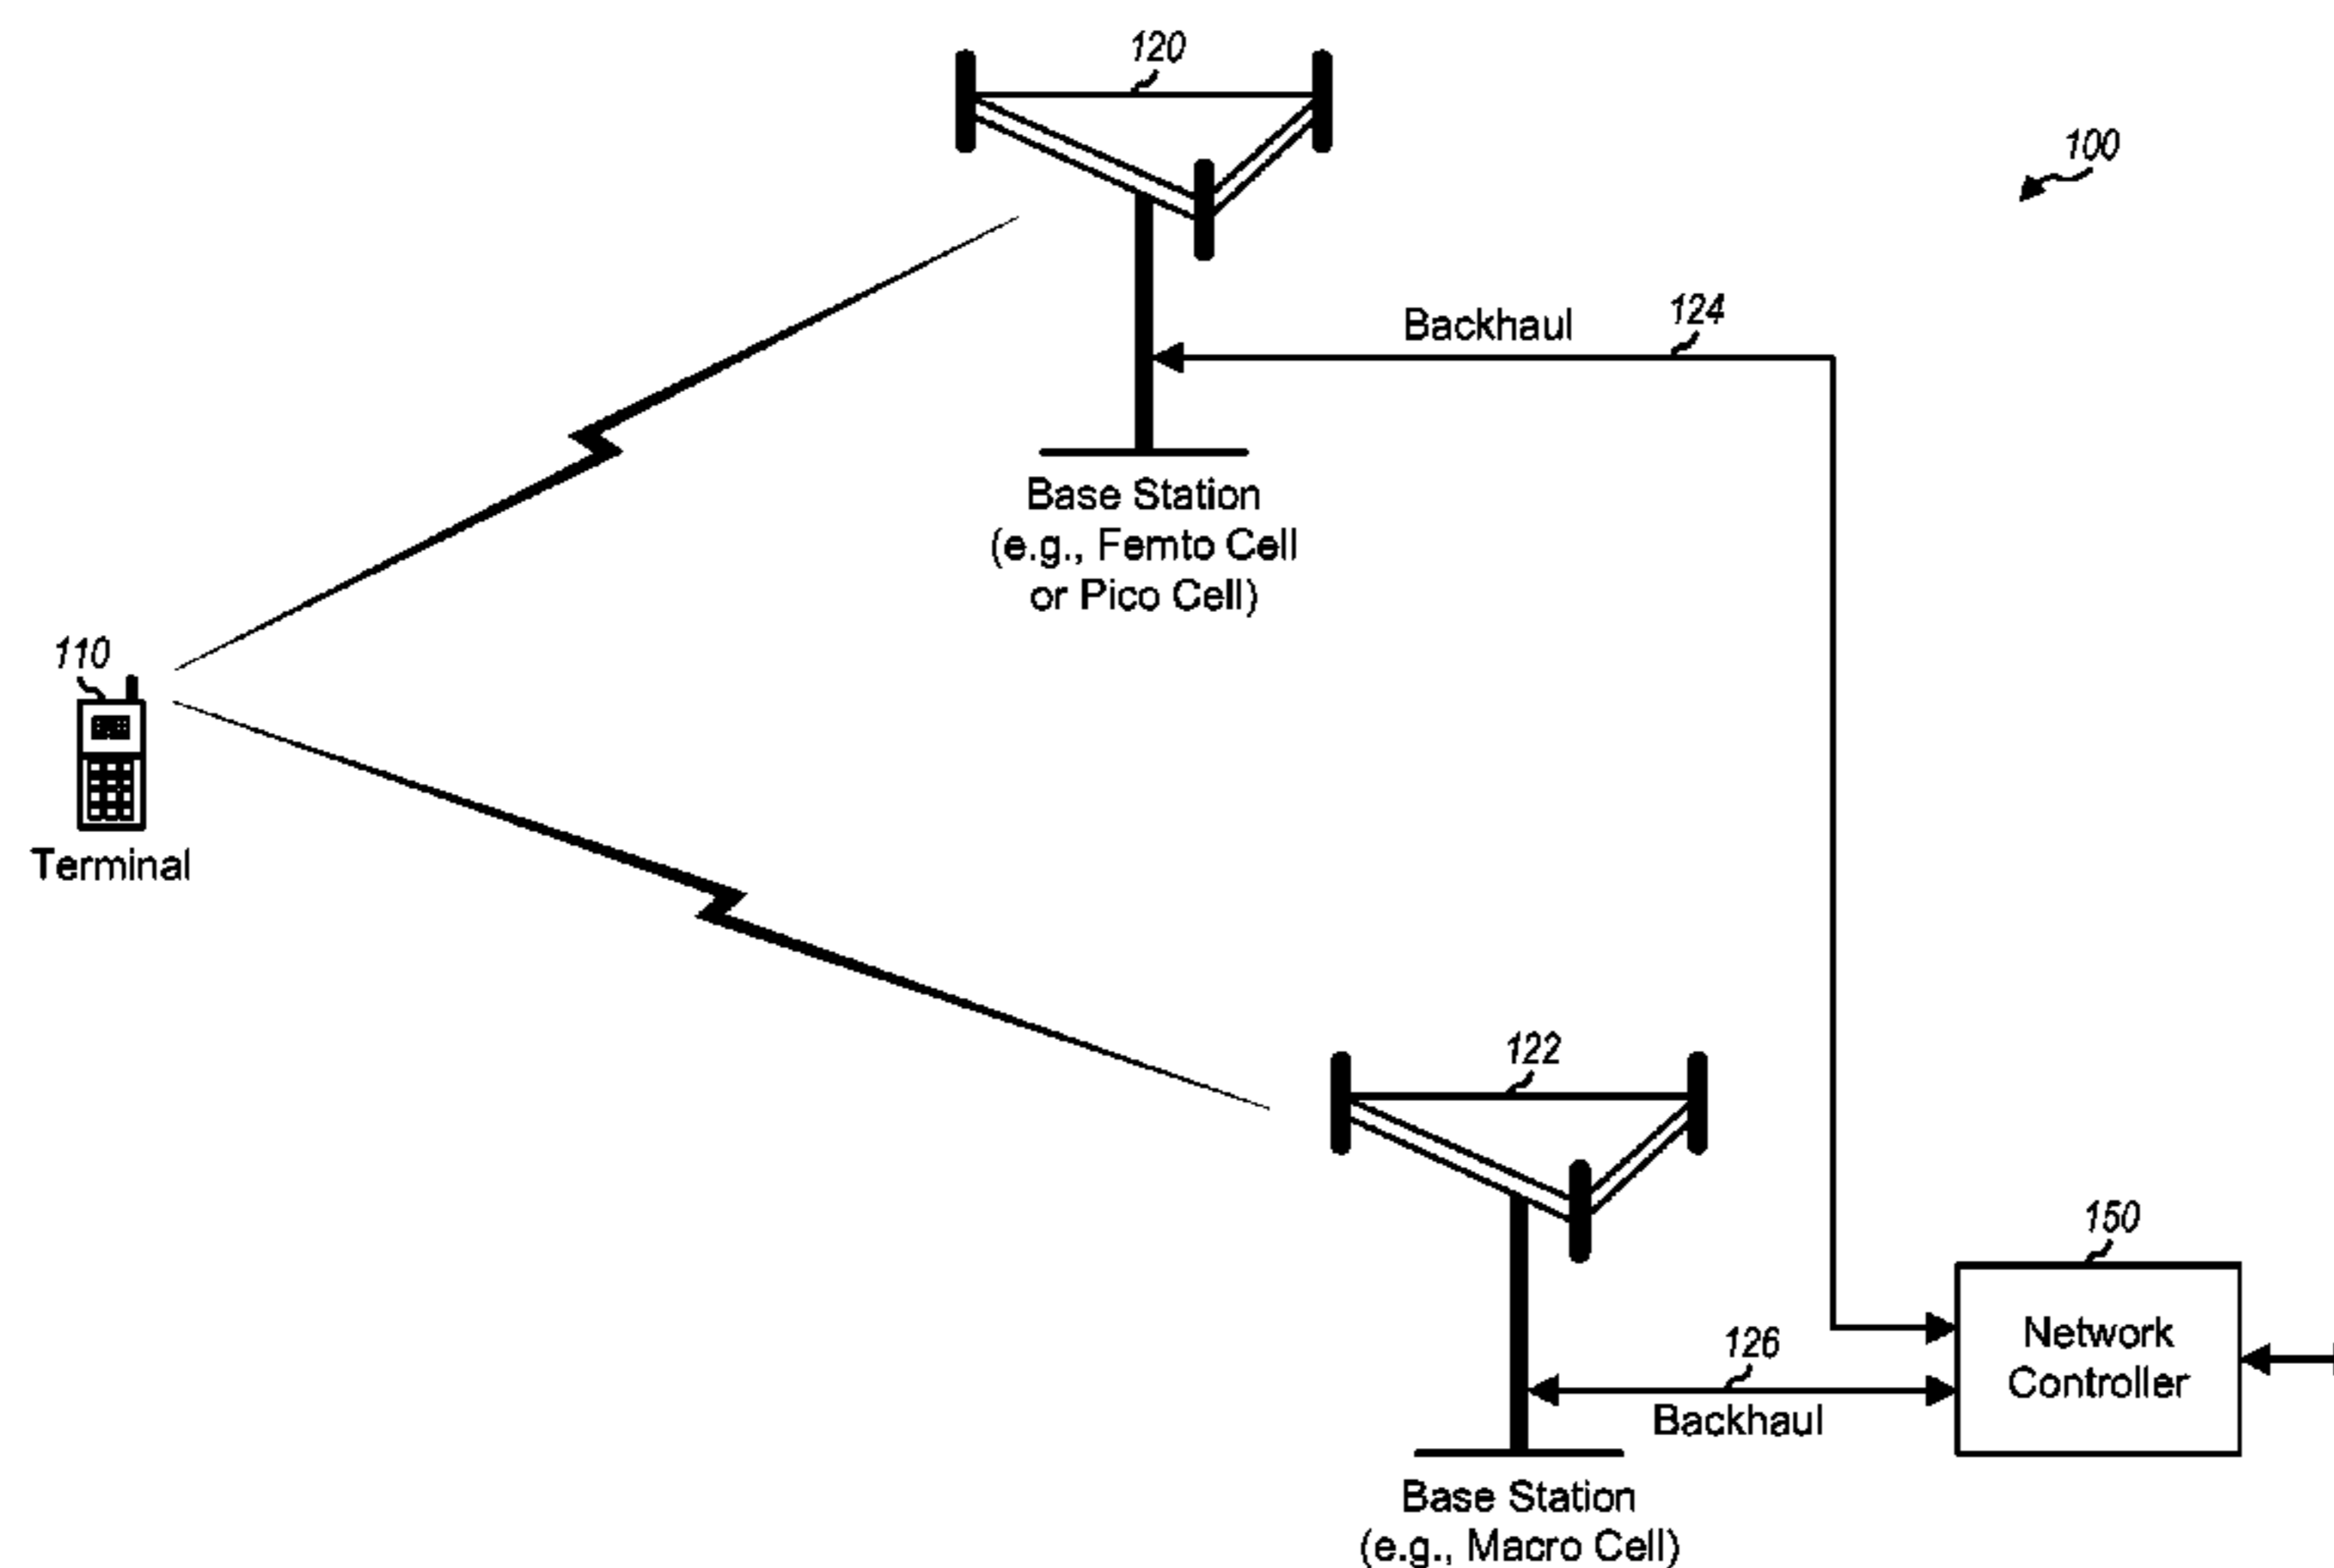 120
100
Backhaul
124
Base Station
(e.g., Femto Cell
or Pico Cell)
110
Terminal
122
150
Network
Controller
126
Backhaul
Base Station
(e.g., Macro Cell)